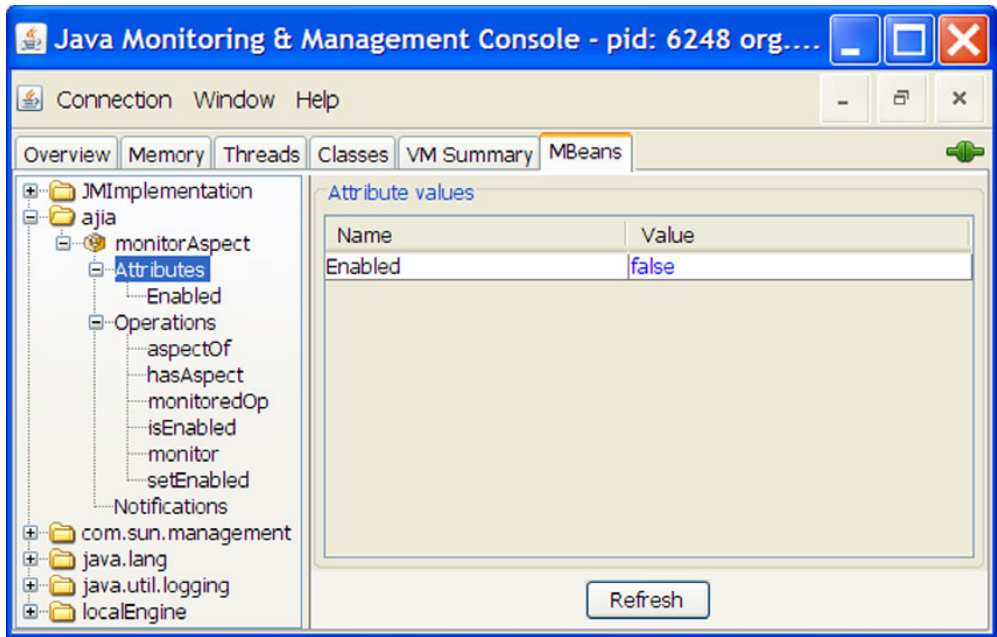 Java Monitoring & Management Console - pid: 6248 org....
Connection Window Help
Overview Memory Threads Classes VM Summary MBeans
JMImplementation
ajia
monitorAspect
Attributes
Enabled
Operations
aspectOf
hasAspect
monitoredOp
isEnabled
monitor
setEnabled
Notifications
com.sun.management
java.lang
java.util.logging
localEngine
Attribute values
Name Value
Enabled false
Refresh